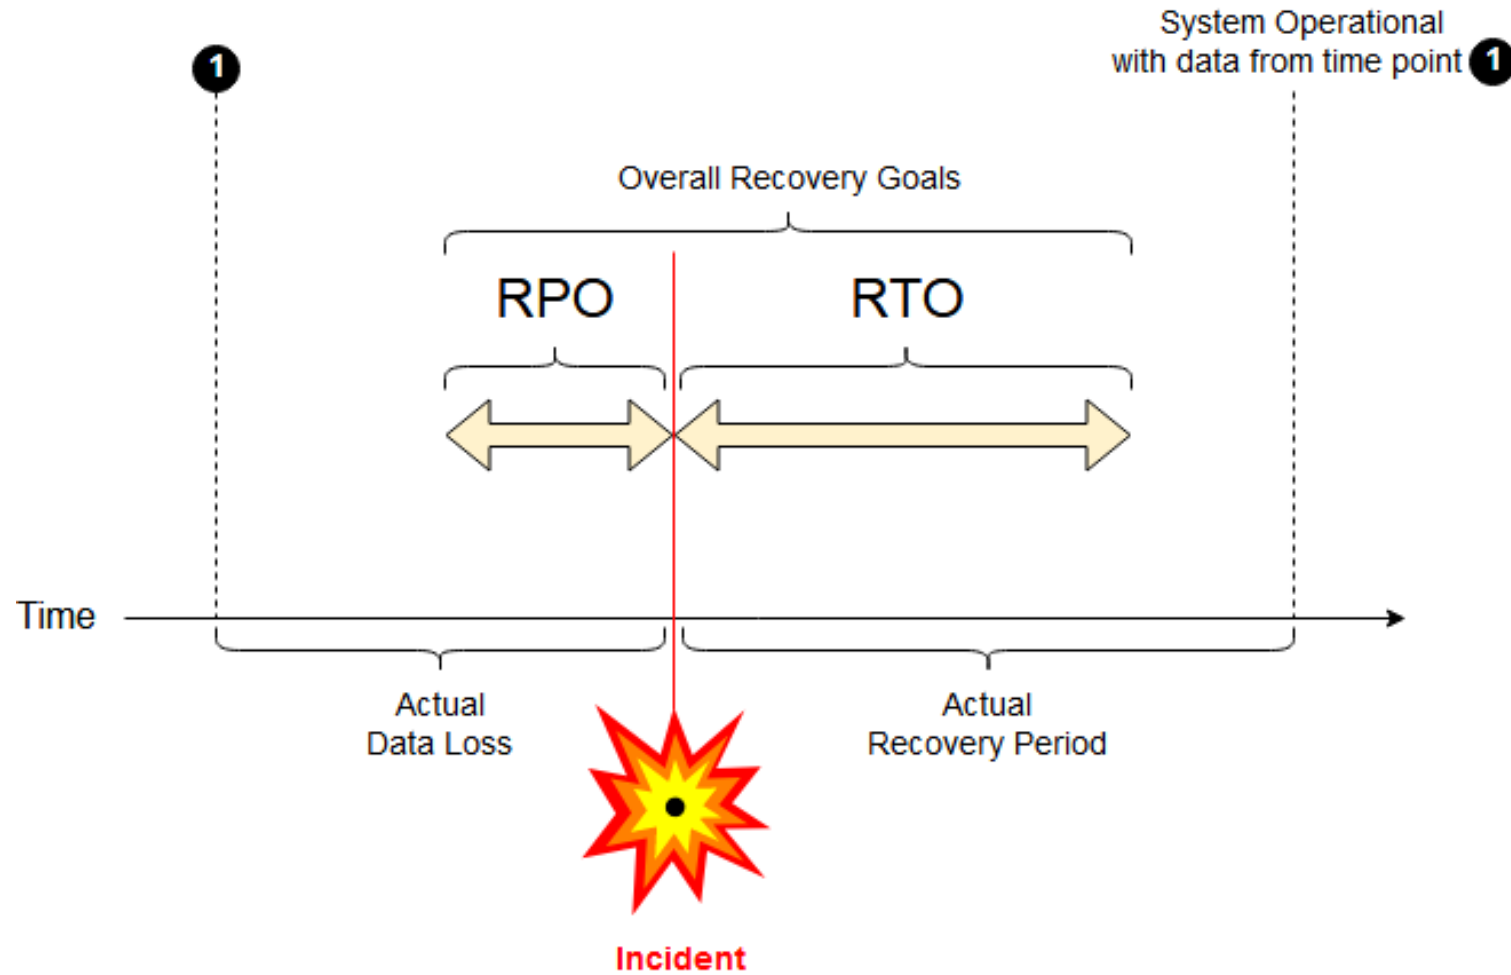 System Operational
1
with data from time point 1
Overall Recovery Goals
RPO
RTO
Time
Actual
Data Loss
Actual
Recovery Period
Incident